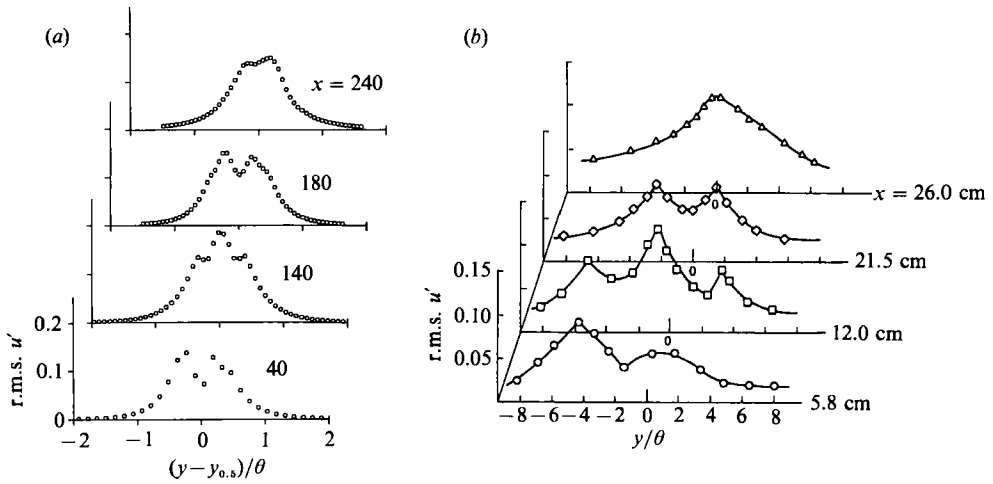 (a)
x = 240
180
140
40
0.2
0.1
0
r.m.s. u′
−2 −1 0 1 2
(y−y₀.₅)/θ
(b)
x = 26.0 cm
0
21.5 cm
0
12.0 cm
0
5.8 cm
0.15
0.10
0.05
r.m.s. u′
−8 −6 −4 −2 0 2 4 6 8
y/θ